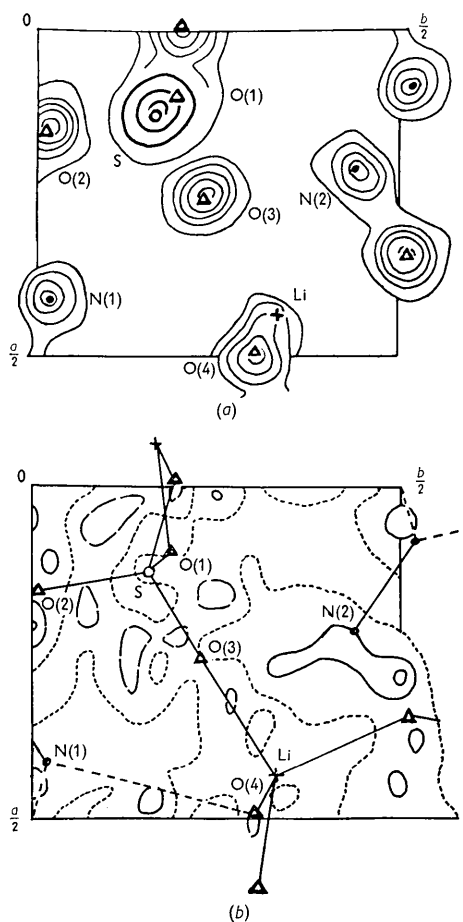 0
b/2
O(1)
S
O(2)
O(3)
N(2)
N(1)
Li
a/2
O(4)
(a)
0
b/2
O(1)
O(2)
S
N(2)
O(3)
N(1)
Li
O(4)
a/2
(b)